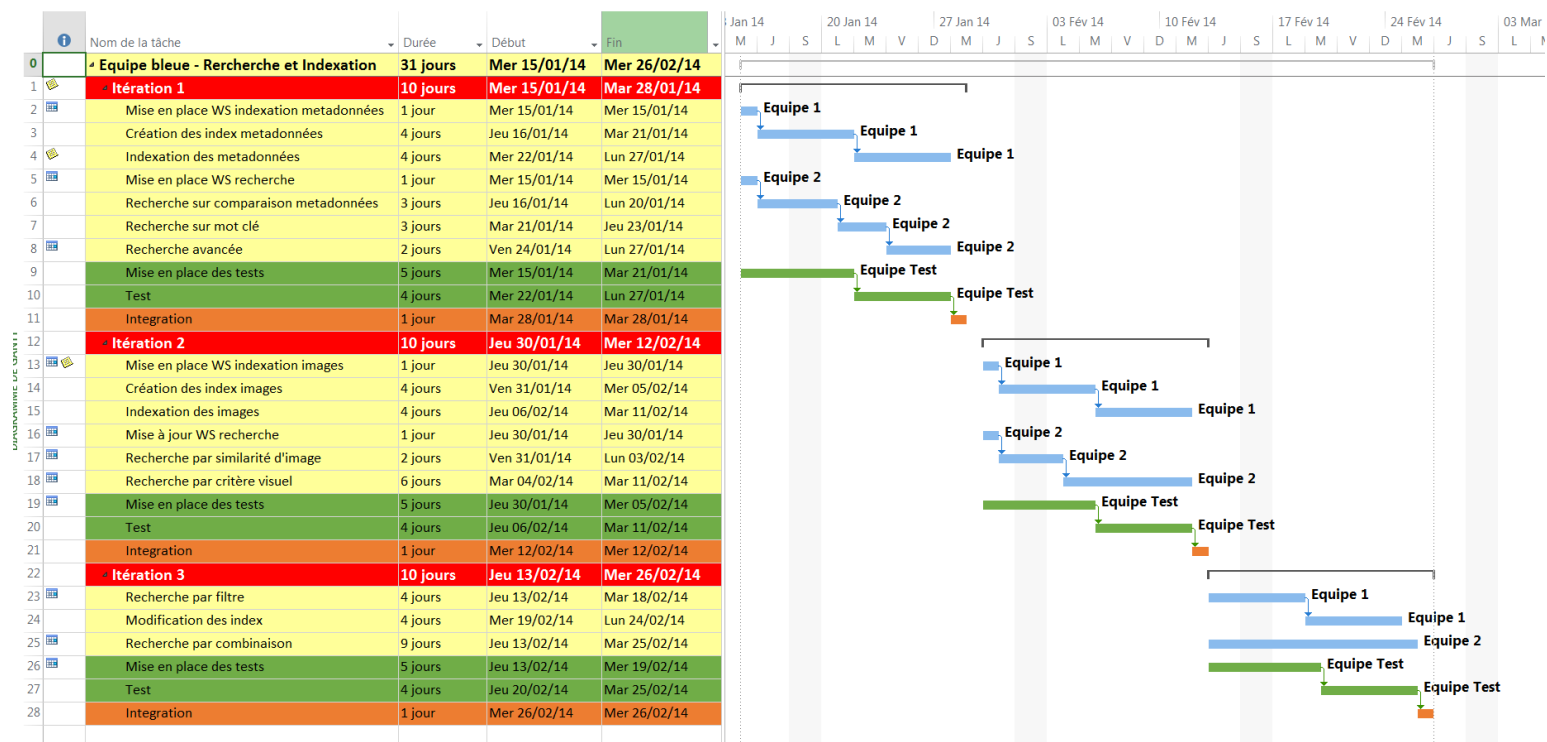 Jan 14 20 Jan 14 27 Jan 14 03 Fév 14 10 Fév 14 17 Fév 14 24 Fév 14 03 Mar
Nom de la tâche Durée Début Fin M J S L M V D M J S L M V D M J S L M V D M J S L
0 Equipe bleue - Rercherche et Indexation 31 jours Mer 15/01/14 Mer 26/02/14
1 Itération 1 10 jours Mer 15/01/14 Mar 28/01/14
2 Mise en place WS indexation metadonnées 1 jour Mer 15/01/14 Mer 15/01/14 Equipe 1
3 Création des index metadonnées 4 jours Jeu 16/01/14 Mar 21/01/14 Equipe 1
4 Indexation des metadonnées 4 jours Mer 22/01/14 Lun 27/01/14 Equipe 1
5 Mise en place WS recherche 1 jour Mer 15/01/14 Mer 15/01/14 Equipe 2
6 Recherche sur comparaison metadonnées 3 jours Jeu 16/01/14 Lun 20/01/14 Equipe 2
7 Recherche sur mot clé 3 jours Mar 21/01/14 Jeu 23/01/14 Equipe 2
8 Recherche avancée 2 jours Ven 24/01/14 Lun 27/01/14 Equipe 2
9 Mise en place des tests 5 jours Mer 15/01/14 Mar 21/01/14 Equipe Test
10 Test 4 jours Mer 22/01/14 Lun 27/01/14 Equipe Test
11 Integration 1 jour Mar 28/01/14 Mar 28/01/14
12 Itération 2 10 jours Jeu 30/01/14 Mer 12/02/14
13 Mise en place WS indexation images 1 jour Jeu 30/01/14 Jeu 30/01/14 Equipe 1
14 Création des index images 4 jours Ven 31/01/14 Mer 05/02/14 Equipe 1
15 Indexation des images 4 jours Jeu 06/02/14 Mar 11/02/14 Equipe 1
16 Mise à jour WS recherche 1 jour Jeu 30/01/14 Jeu 30/01/14 Equipe 2
17 Recherche par similarité d'image 2 jours Ven 31/01/14 Lun 03/02/14 Equipe 2
18 Recherche par critère visuel 6 jours Mar 04/02/14 Mar 11/02/14 Equipe 2
19 Mise en place des tests 5 jours Jeu 30/01/14 Mer 05/02/14 Equipe Test
20 Test 4 jours Jeu 06/02/14 Mar 11/02/14 Equipe Test
21 Integration 1 jour Mer 12/02/14 Mer 12/02/14
22 Itération 3 10 jours Jeu 13/02/14 Mer 26/02/14
23 Recherche par filtre 4 jours Jeu 13/02/14 Mar 18/02/14 Equipe 1
24 Modification des index 4 jours Mer 19/02/14 Lun 24/02/14 Equipe 1
25 Recherche par combinaison 9 jours Jeu 13/02/14 Mar 25/02/14 Equipe 2
26 Mise en place des tests 5 jours Jeu 13/02/14 Mer 19/02/14 Equipe Test
27 Test 4 jours Jeu 20/02/14 Mar 25/02/14 Equipe Test
28 Integration 1 jour Mer 26/02/14 Mer 26/02/14